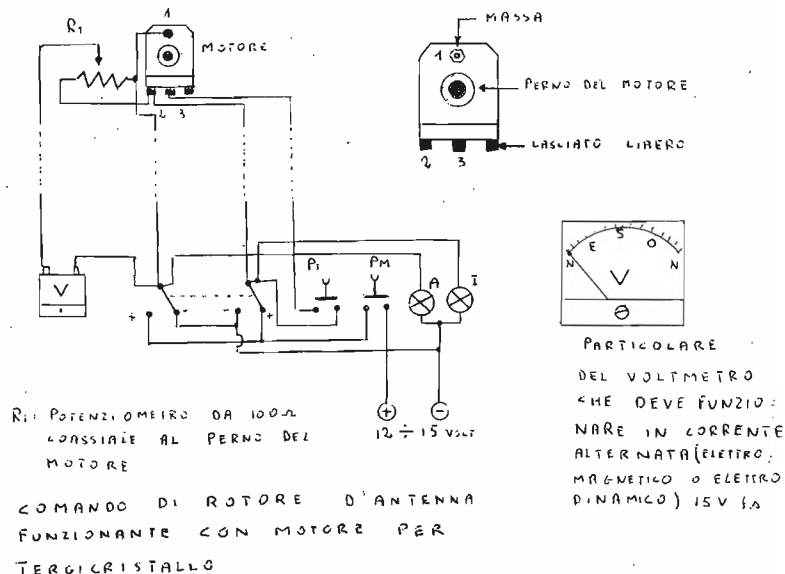 R1
1
MOTORE
2 3
MASSA
1
PERNO DEL MOTORE
LASCIATO LIBERO
2 3
V
+ - - +
P1 PM
A I
+ -
12 ÷ 15 VOLT
N E S O N
V
PARTICOLARE
DEL VOLTMETRO
CHE DEVE FUNZIO=
NARE IN CORRENTE
ALTERNATA (ELETTRO=
MAGNETICO O ELETTRO
DINAMICO) 15V f.s
R1: POTENZIOMETRO DA 100Ω
COASSIALE AL PERNO DEL
MOTORE
COMANDO DI ROTORE D'ANTENNA
FUNZIONANTE CON MOTORE PER
TERGICRISTALLO